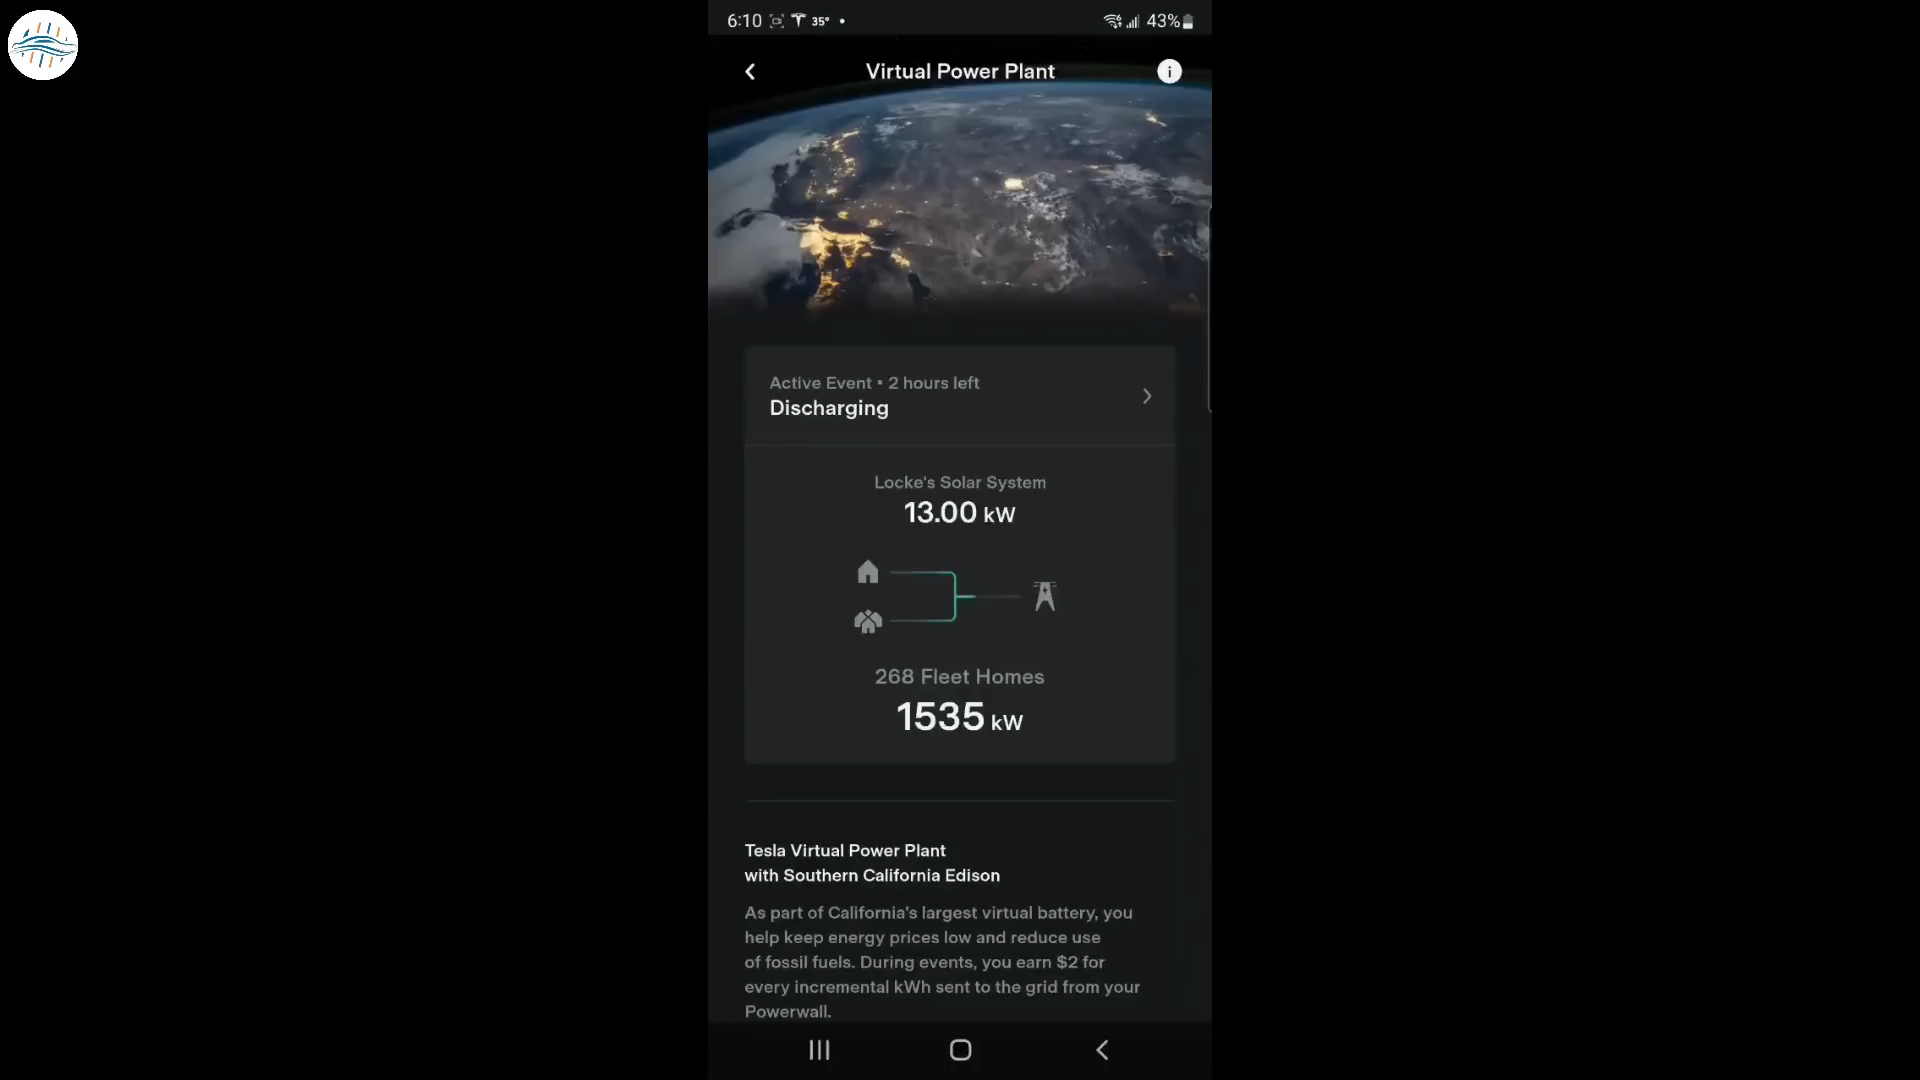 6:10 35° • 43%
Virtual Power Plant
i
Active Event • 2 hours left
Discharging
Locke's Solar System
13.00 kW
268 Fleet Homes
1535 kW
Tesla Virtual Power Plant
with Southern California Edison
As part of California's largest virtual battery, you
help keep energy prices low and reduce use
of fossil fuels. During events, you earn $2 for
every incremental kWh sent to the grid from your
Powerwall.